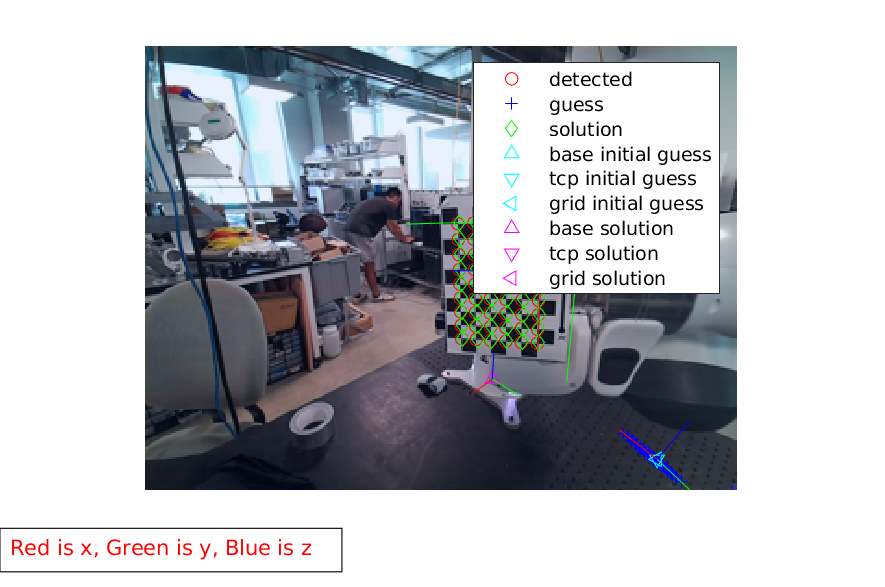 detected
guess
solution
base initial guess
tcp initial guess
grid initial guess
base solution
tcp solution
grid solution
Red is x, Green is y, Blue is z